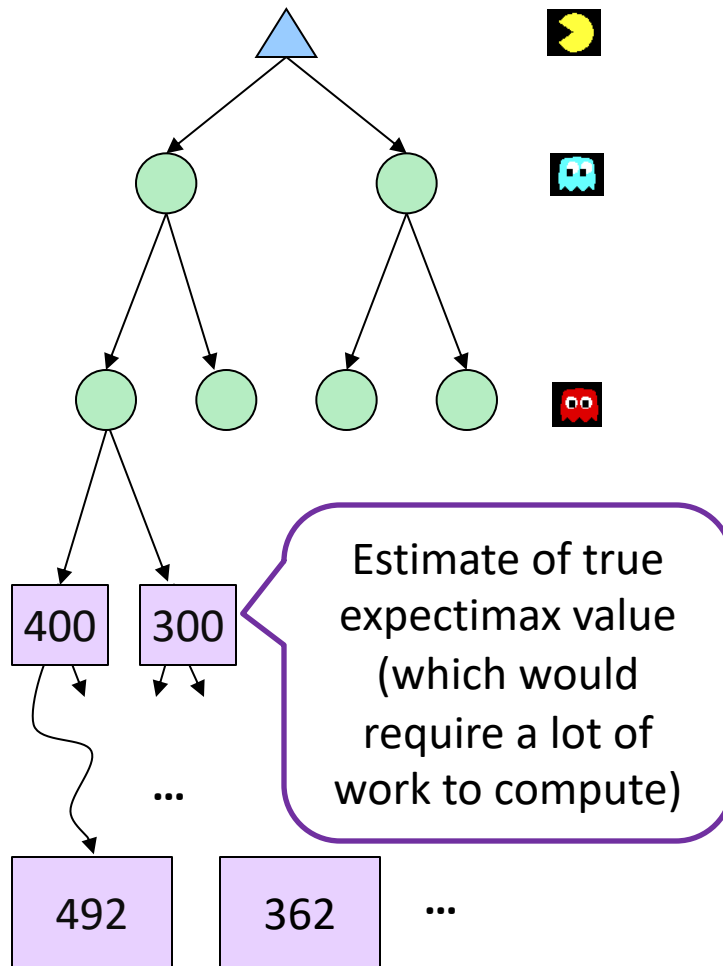 Estimate of true
expectimax value
(which would
require a lot of
work to compute)
400
300
...
492
362
...